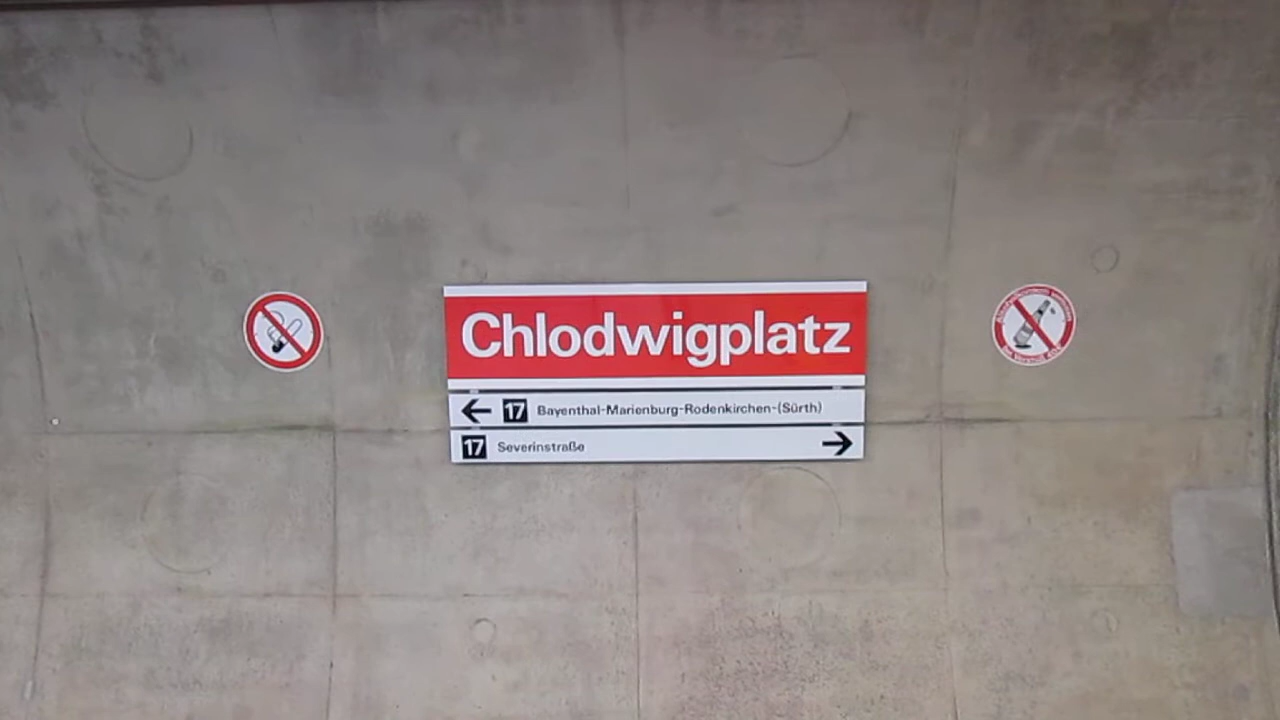 Chlodwigplatz
17 Bayenthal-Marienburg-Rodenkirchen-(Sürth)
17 Severinstraße